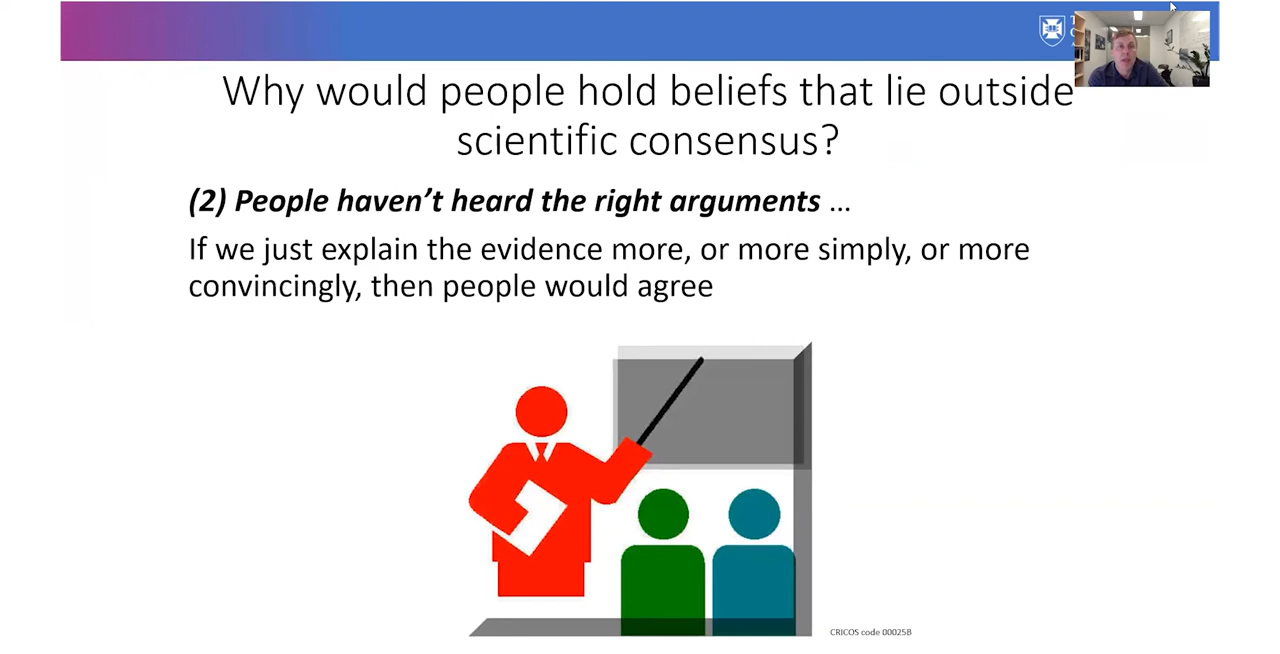 Why would people hold beliefs that lie outside
scientific consensus?
(2) People haven’t heard the right arguments …
If we just explain the evidence more, or more simply, or more
convincingly, then people would agree
CRICOS code 00025B